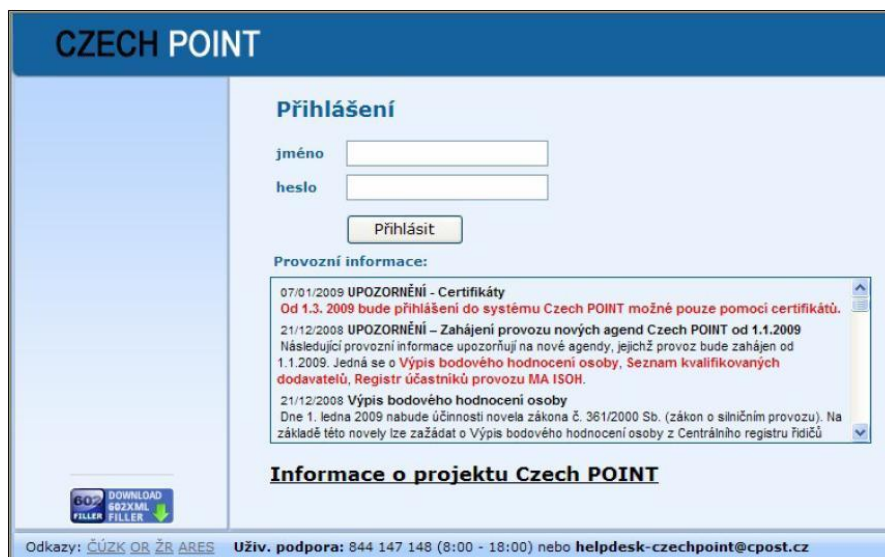 CZECH POINT
Přihlášení
jméno
heslo
Přihlásit
Provozní informace:
07/01/2009 UPOZORNĚNÍ - Certifikáty
Od 1.3. 2009 bude přihlášení do systému Czech POINT možné pouze pomocí certifikátů.
21/12/2008 UPOZORNĚNÍ – Zahájení provozu nových agend Czech POINT od 1.1.2009
Následující provozní informace upozorňují na nové agendy, jejichž provoz bude zahájen od
1.1.2009. Jedná se o Výpis bodového hodnocení osoby, Seznam kvalifikovaných
dodavatelů, Registr účastníků provozu MA ISOH.
21/12/2008 Výpis bodového hodnocení osoby
Dne 1. ledna 2009 nabude účinnosti novela zákona č. 361/2000 Sb. (zákon o silničním provozu). Na
základě této novely lze zažádat o Výpis bodového hodnocení osoby z Centrálního registru řidičů
Informace o projektu Czech POINT
602 FILLER
DOWNLOAD
602XML
FILLER
Odkazy: ČÚZK OR ŽR ARES Uživ. podpora: 844 147 148 (8:00 - 18:00) nebo helpdesk-czechpoint@cpost.cz